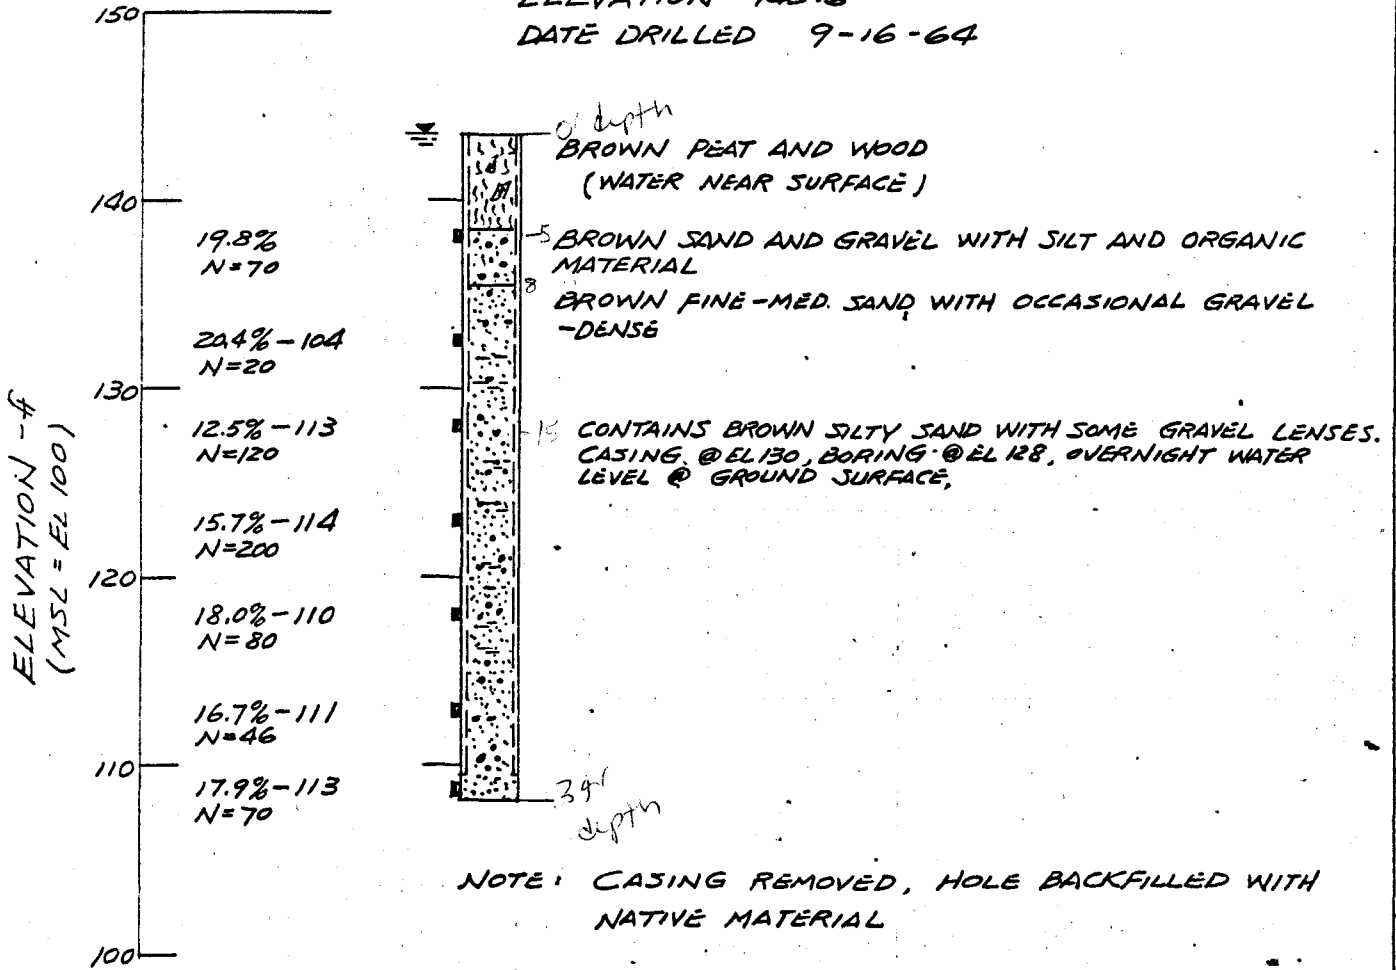 150
DATE DRILLED 9-16-64
0' depth
BROWN PEAT AND WOOD
(WATER NEAR SURFACE)
140
19.8%
N=70
5
BROWN SAND AND GRAVEL WITH SILT AND ORGANIC
MATERIAL
8
BROWN FINE-MED. SAND, WITH OCCASIONAL GRAVEL
-DENSE
20.4%-104
N=20
130
12.5%-113
N=120
15
CONTAINS BROWN SILTY SAND WITH SOME GRAVEL LENSES.
CASING @ EL 130, BORING @ EL 128, OVERNIGHT WATER
LEVEL @ GROUND SURFACE,
ELEVATION -ft
(MSL = EL 100)
15.7%-114
N=200
120
18.0%-110
N=80
16.7%-111
N=46
110
17.9%-113
N=70
depth
NOTE: CASING REMOVED, HOLE BACKFILLED WITH
NATIVE MATERIAL
100